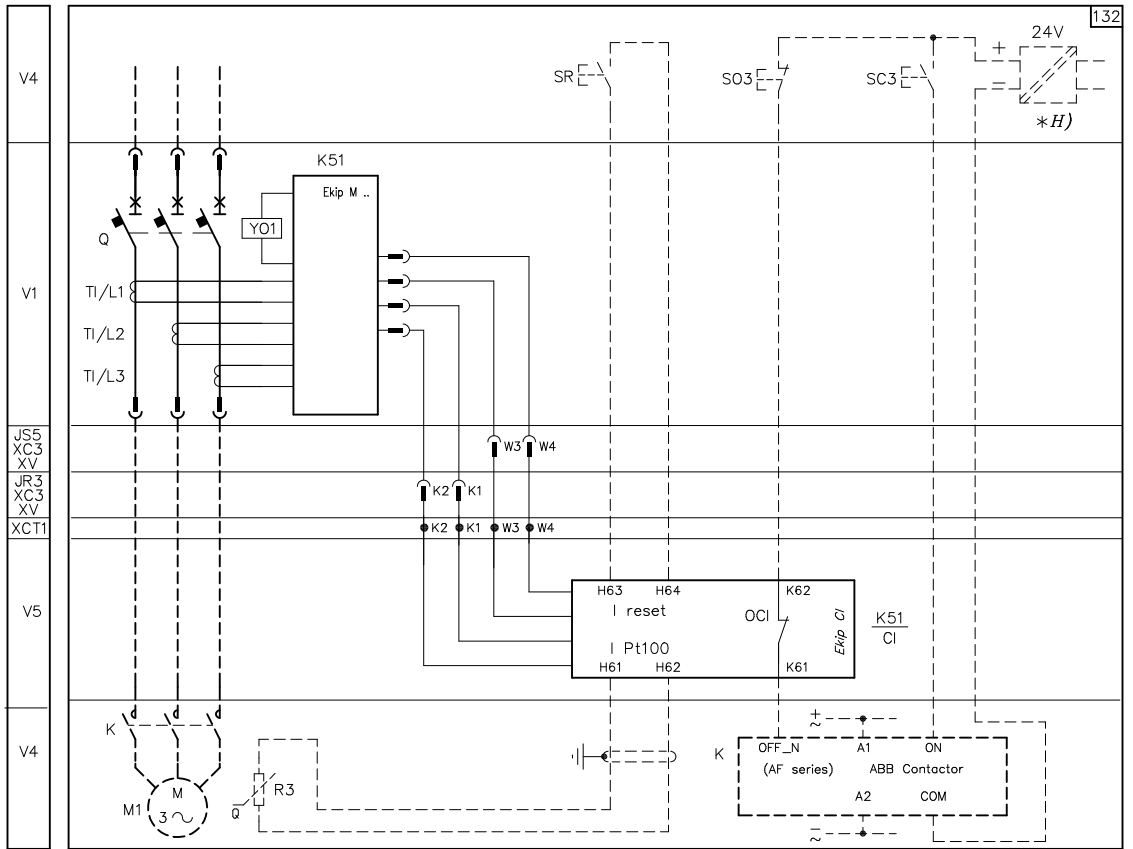 132
24V
+
−
*H)
V4
SR
SO3
SC3
K51
Ekip M ..
YO1
Q
V1
TI/L1
TI/L2
TI/L3
JS5
XC3
XV
W3 W4
JR3
XC3
XV
K2 K1
XCT1
K2 K1 W3 W4
V5
H63 H64 K62
I reset
OCI
Ekip CI
K51
CI
I Pt100
H61 H62 K61
K
+
~
V4
K
OFF_N A1 ON
(AF series) ABB Contactor
A2 COM
R3
Q
M1
M
3 ~
−
~